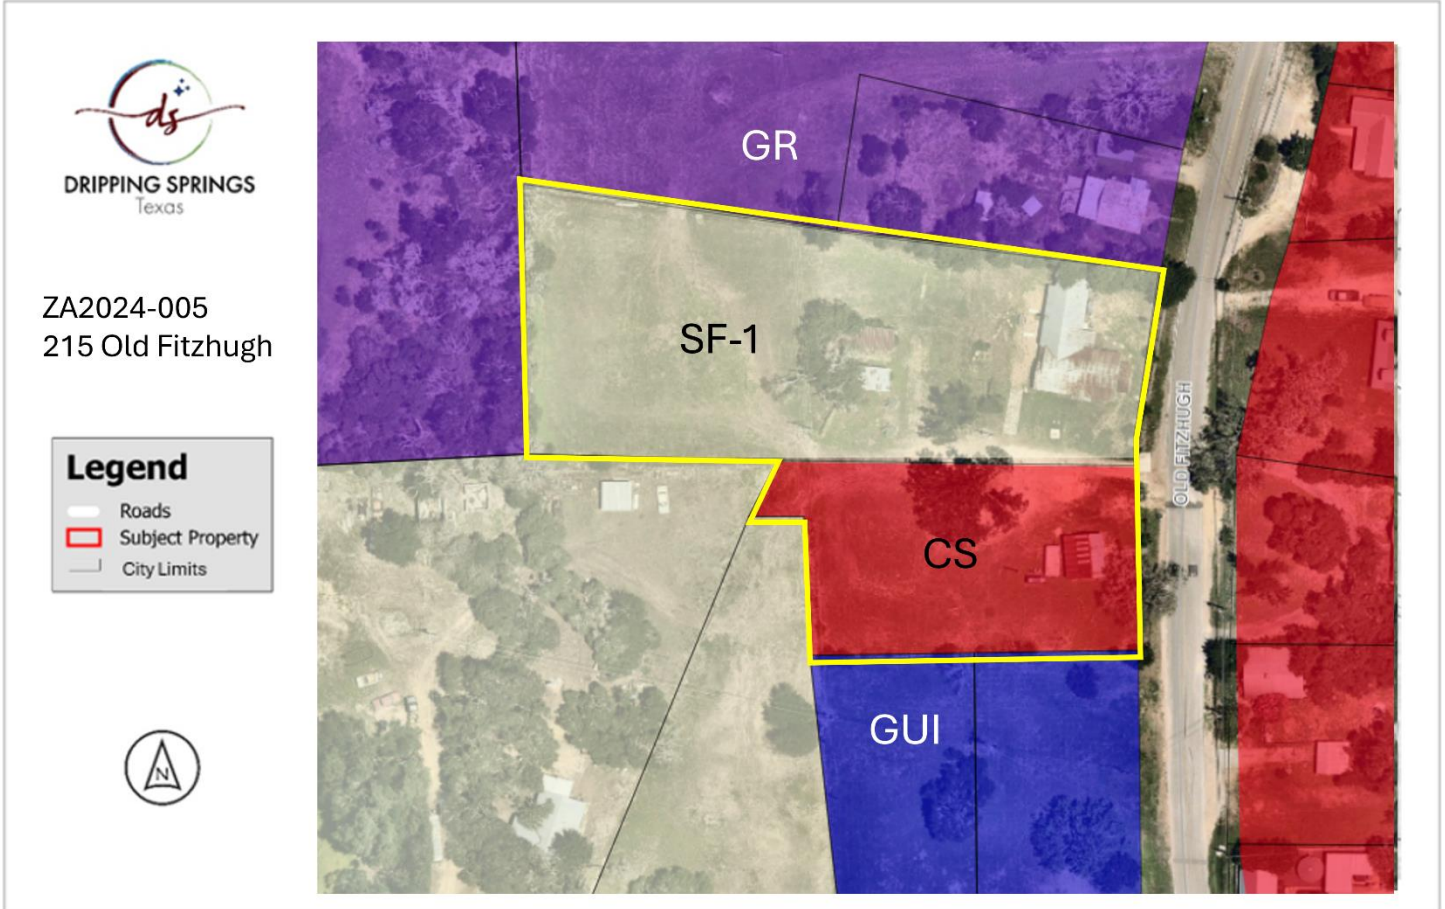 ds
DRIPPING SPRINGS
Texas
ZA2024-005
215 Old Fitzhugh
Legend
Roads
Subject Property
City Limits
N
GR
SF-1
OLD FITZHUGH
CS
GUI